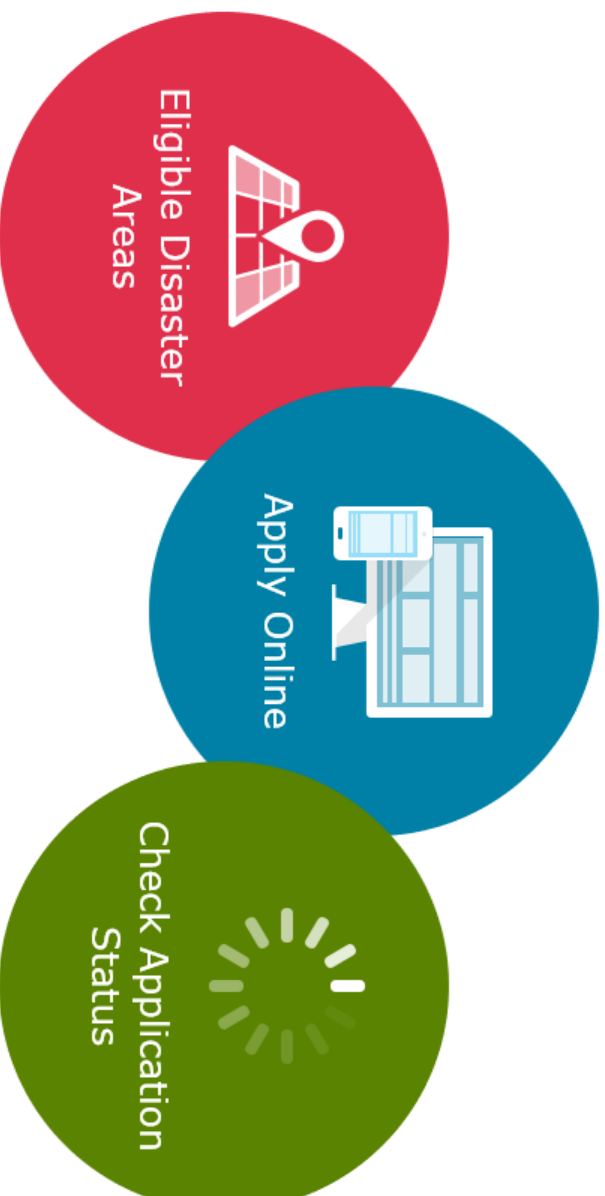 Eligible Disaster
Areas
Apply Online
Check Application
Status